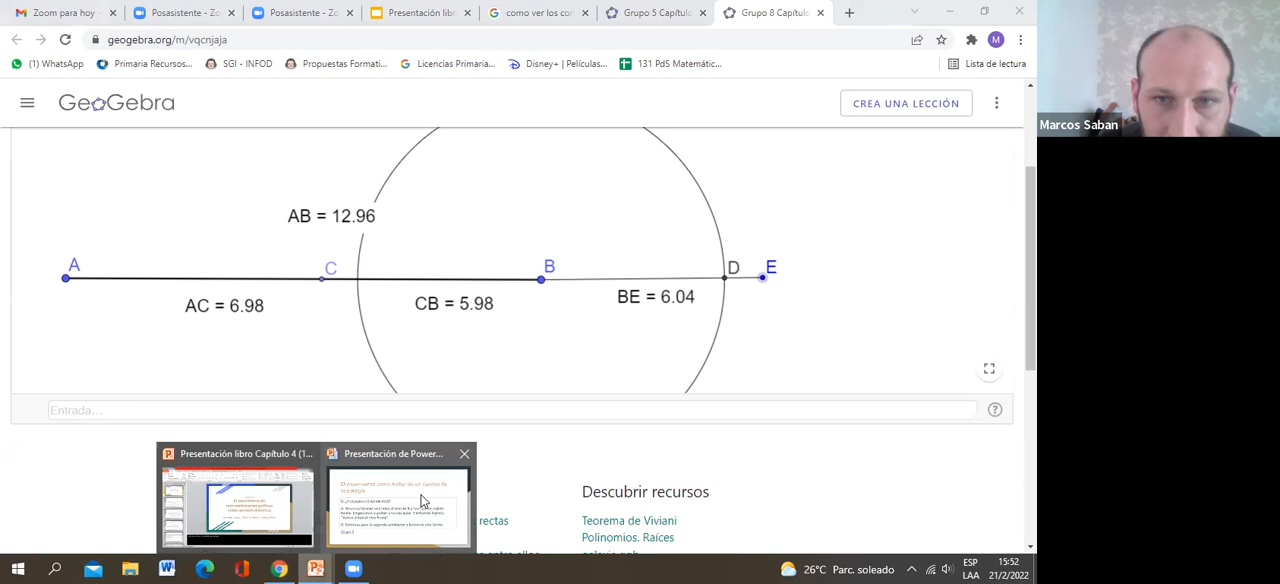 Zoom para hoy -
Posasistente - Zo
Posasistente - Zo
Presentación libr
como ver los co
Grupo 5 Capítul
Grupo 8 Capítul
geogebra.org/m/vqcnjaja
M
(1) WhatsApp
Primaria Recursos...
SGI - INFOD
Propuestas Formati...
Licencias Primaria...
Disney+ | Películas...
131 PdS Matemátic...
Lista de lectura
GeoGebra
CREA UNA LECCIÓN
Marcos Saban
AB = 12.96
A
C
B
D
E
AC = 6.98
CB = 5.98
BE = 6.04
Entrada...
Presentación libro Capítulo 4 (1...
Presentación de Power...
Descubrir recursos
rectas
Teorema de Viviani
Polinomios. Raíces
26°C Parc. soleado
ESP
LAA
15:52
21/2/2022